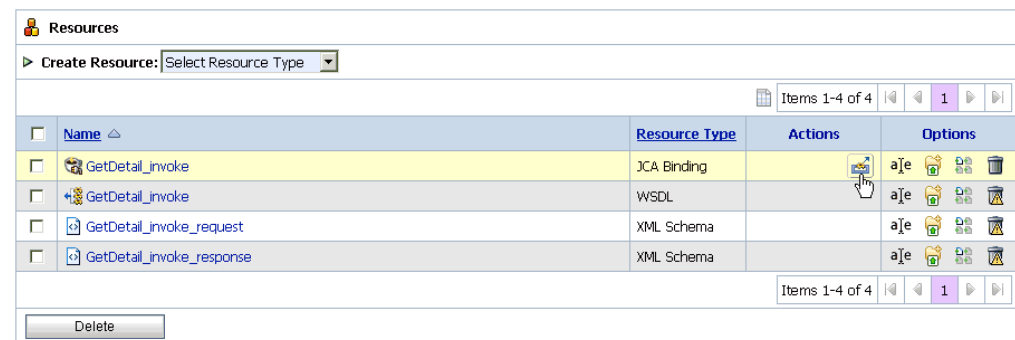 Resources
Create Resource: Select Resource Type
Items 1-4 of 4 1
Name Resource Type Actions Options
GetDetail_invoke JCA Binding
GetDetail_invoke WSDL
GetDetail_invoke_request XML Schema
GetDetail_invoke_response XML Schema
Items 1-4 of 4 1
Delete